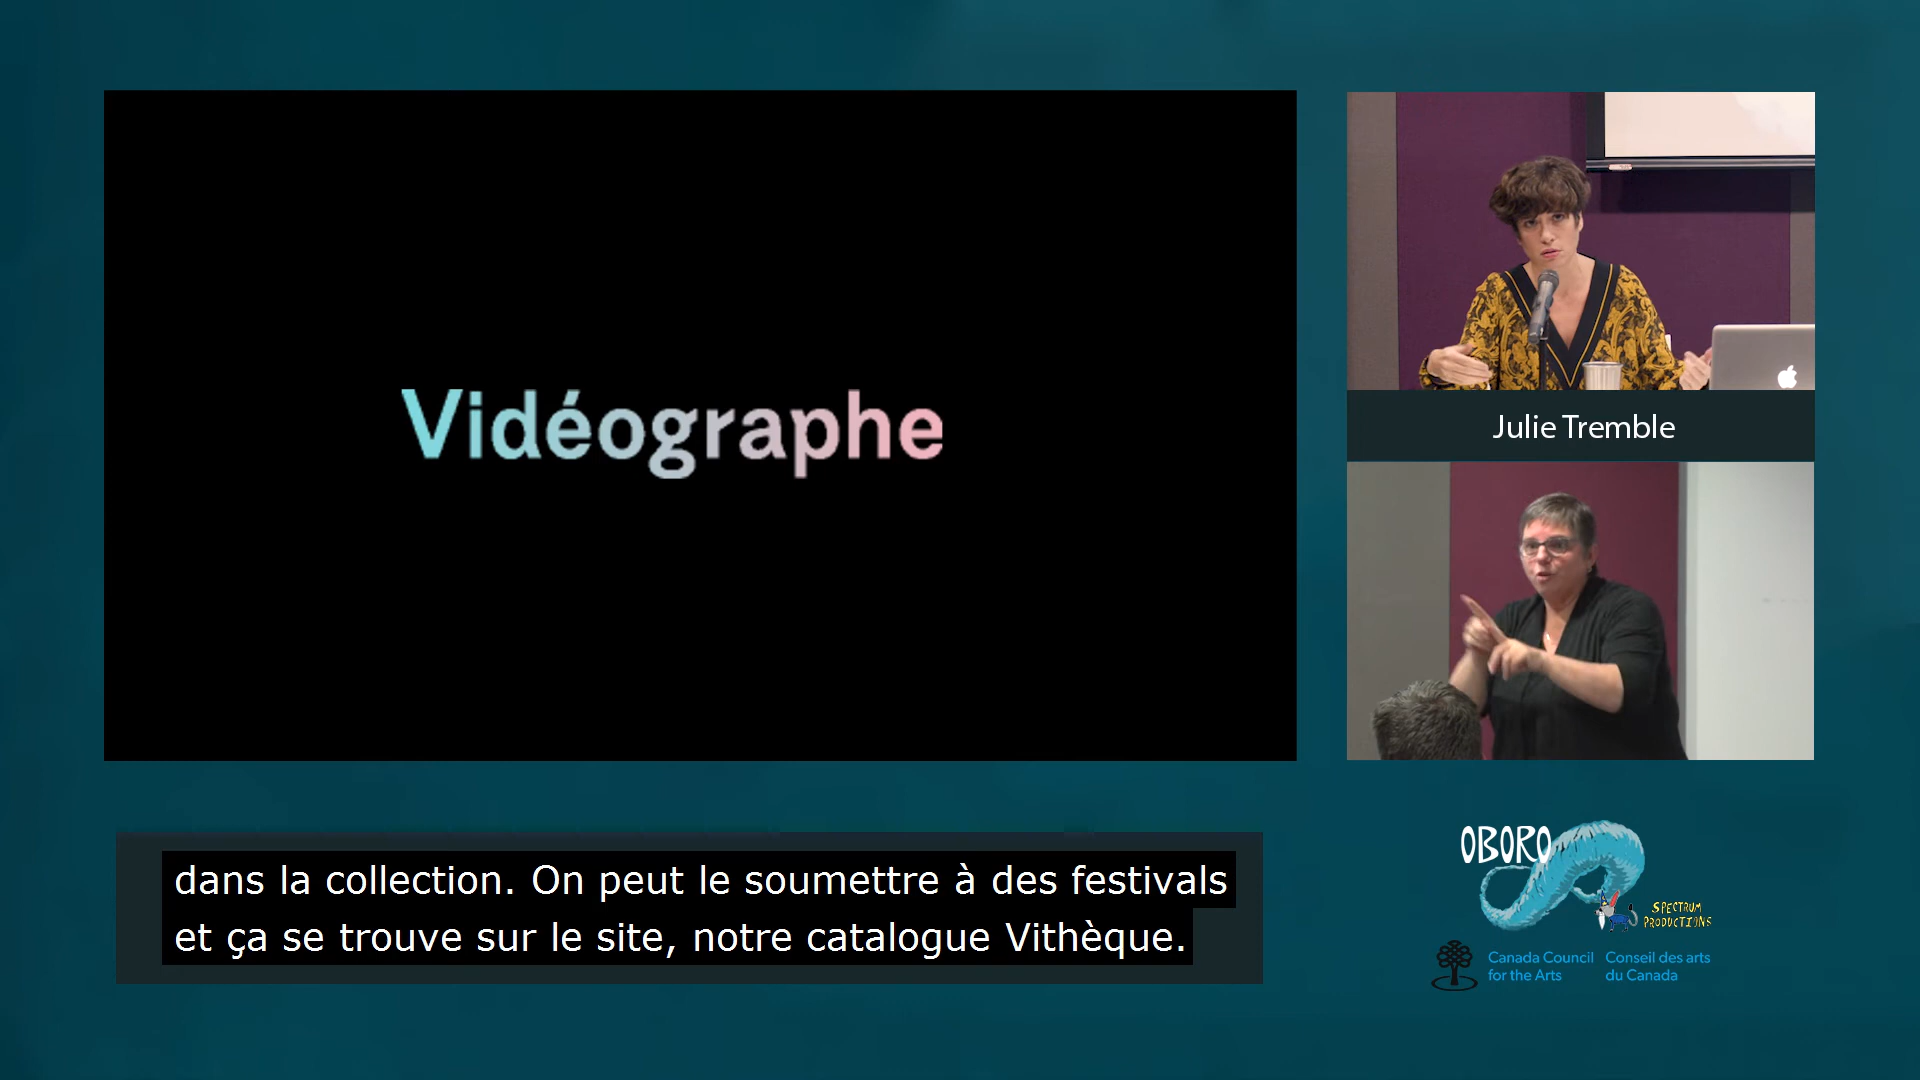 Vidéographe
Julie Tremble
dans la collection. On peut le soumettre à des festivals
et ça se trouve sur le site, notre catalogue Vithèque.
OBORO
SPECTRUM
PRODUCTIONS
Canada Council
for the Arts
Conseil des arts
du Canada